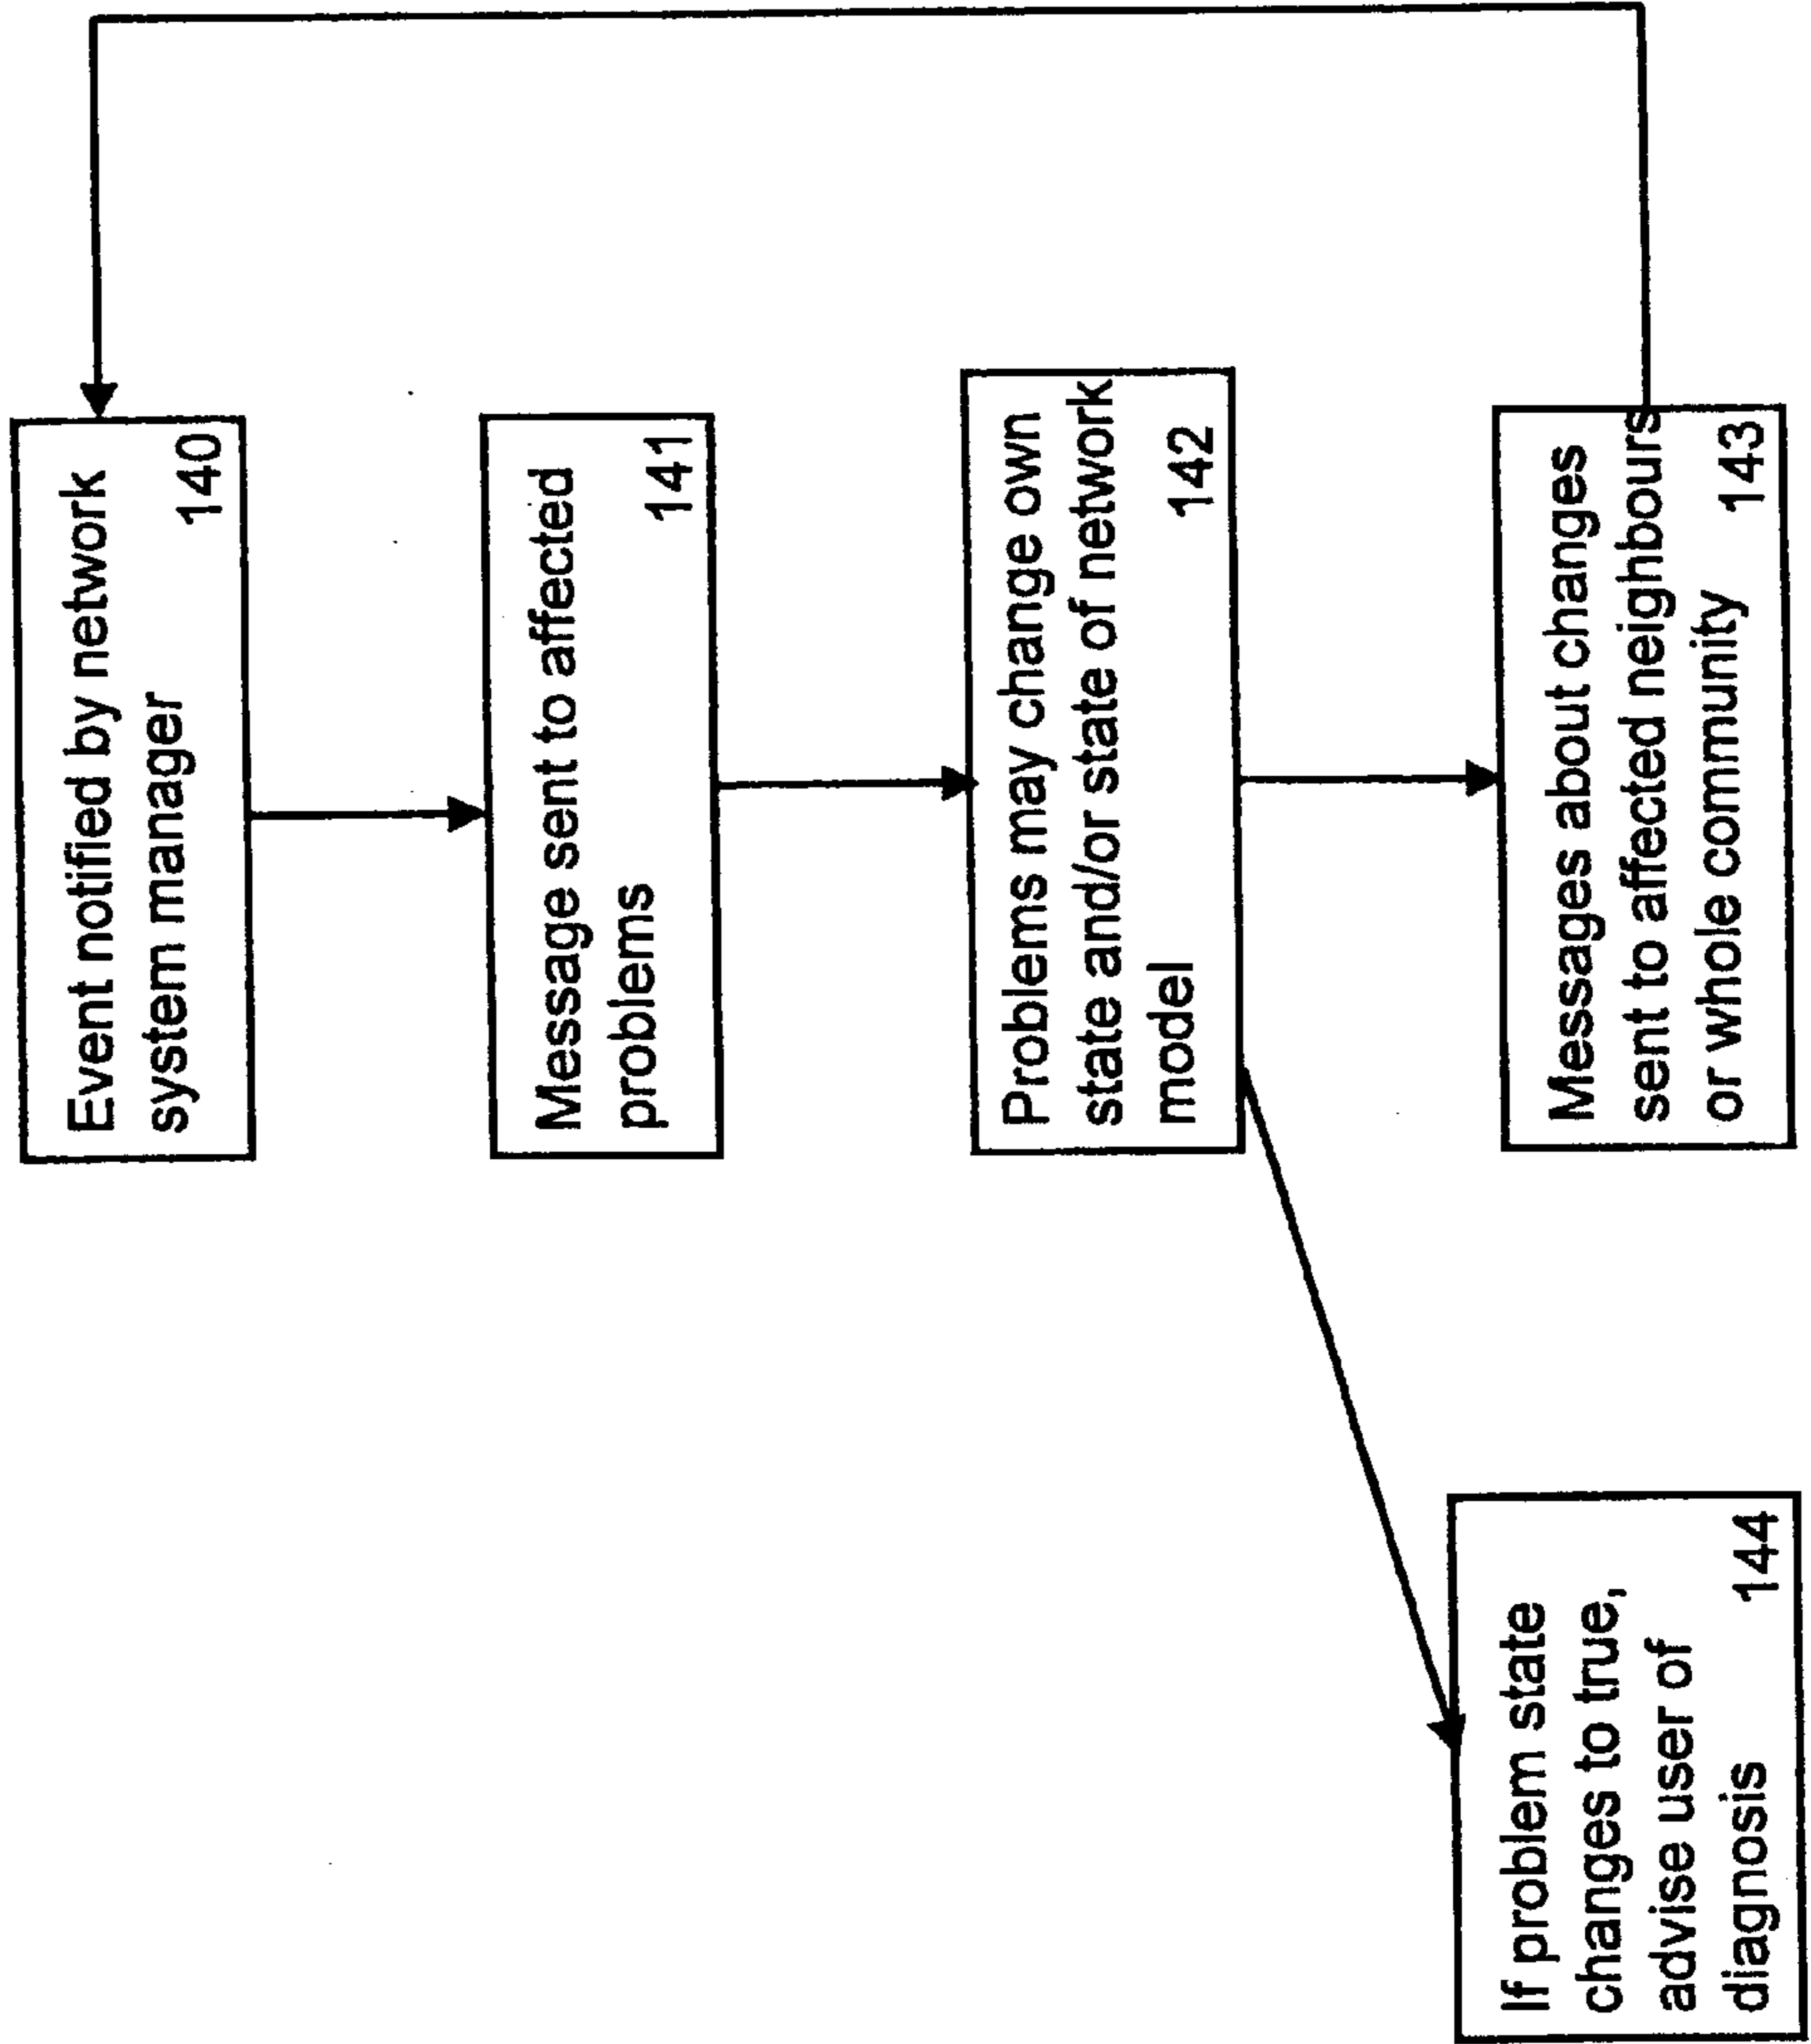 Event notified by network
system manager 140
Message sent to affected
problems 141
Problems may change own
state and/or state of network
model 142
Messages about changes
sent to affected neighbours
or whole community 143
If problem state
changes to true,
advise user of
diagnosis 144